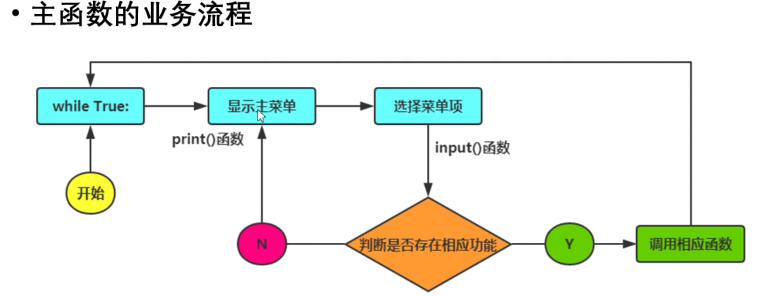 • 主函数的业务流程
while True:
显示主菜单
选择菜单项
print()函数
input()函数
开始
N
判断是否存在相应功能
Y
调用相应函数